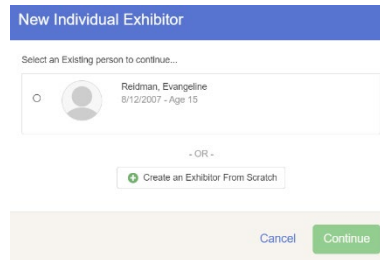 New Individual Exhibitor
Select an Existing person to continue...
Reidman, Evangeline
8/12/2007 - Age 15
- OR -
Create an Exhibitor From Scratch
Cancel
Continue